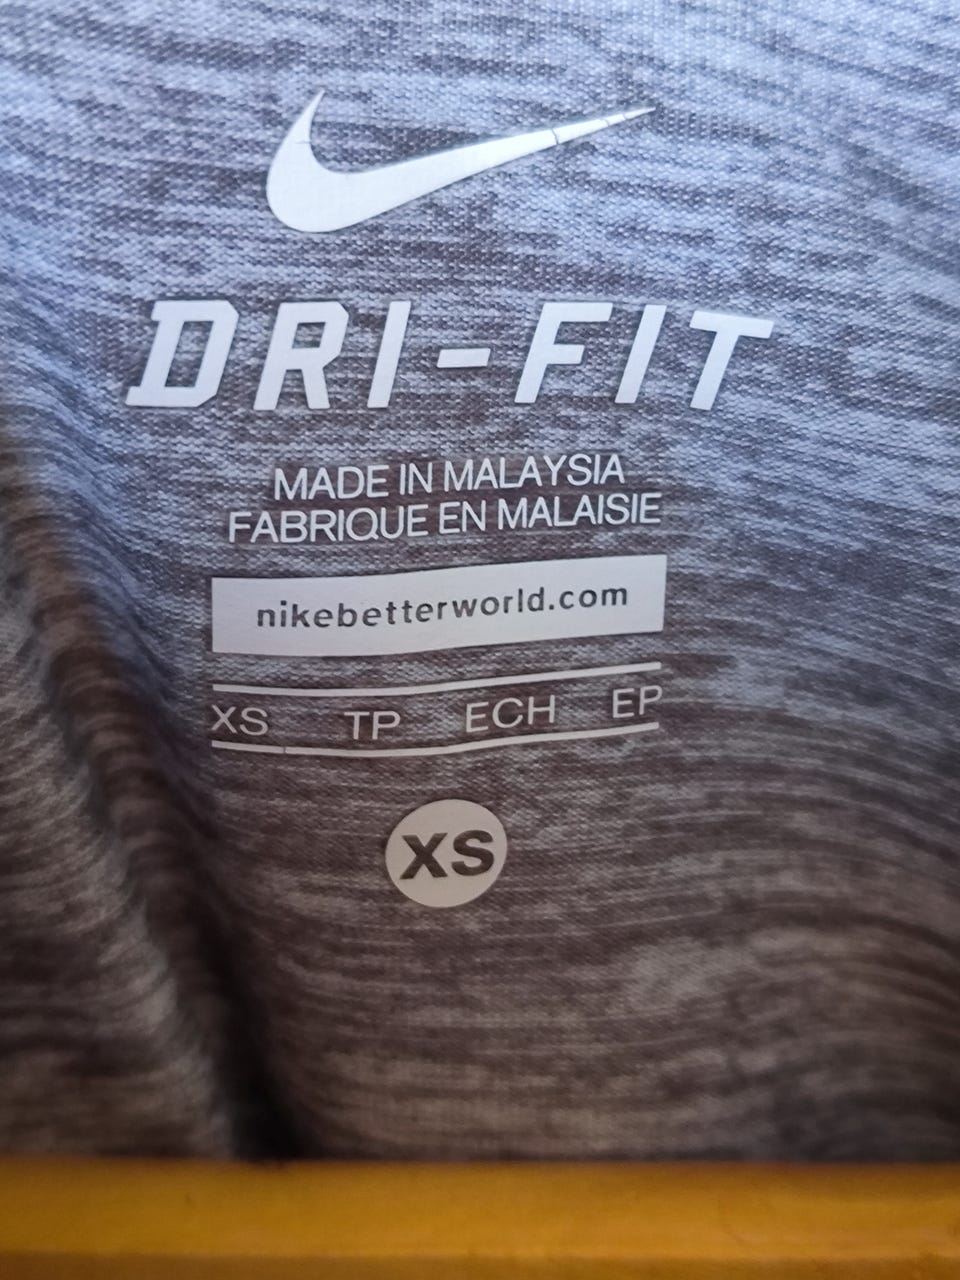 DRI-FIT
MADE IN MALAYSIA
FABRIQUE EN MALAISIE
nikebetterworld.com
XS TP ECH EP
XS